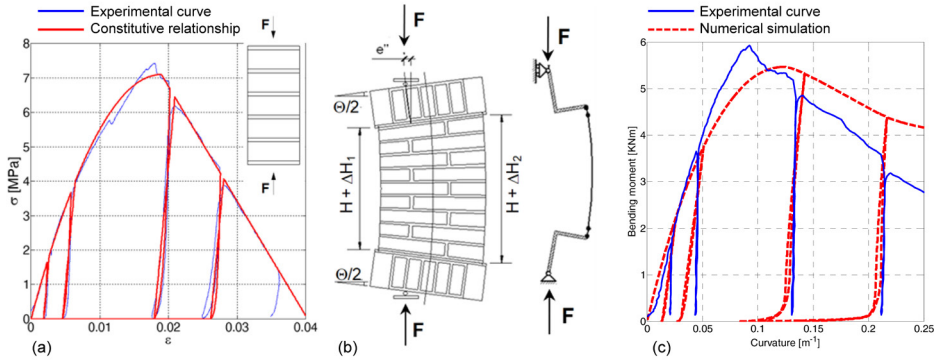 Experimental curve
Constitutive relationship
F
8
7
6
5
4
3
2
1
0
σ [MPa]
0
0.01
0.02
0.03
0.04
ε
F
(a)
F
e"
Θ/2
H + ΔH₁
H + ΔH₂
Θ/2
F
(b)
F
F
Experimental curve
Numerical simulation
6
5
4
3
2
1
0
Bending moment [KNm]
0
0.05
0.1
0.15
0.2
0.25
Curvature [m⁻¹]
(c)